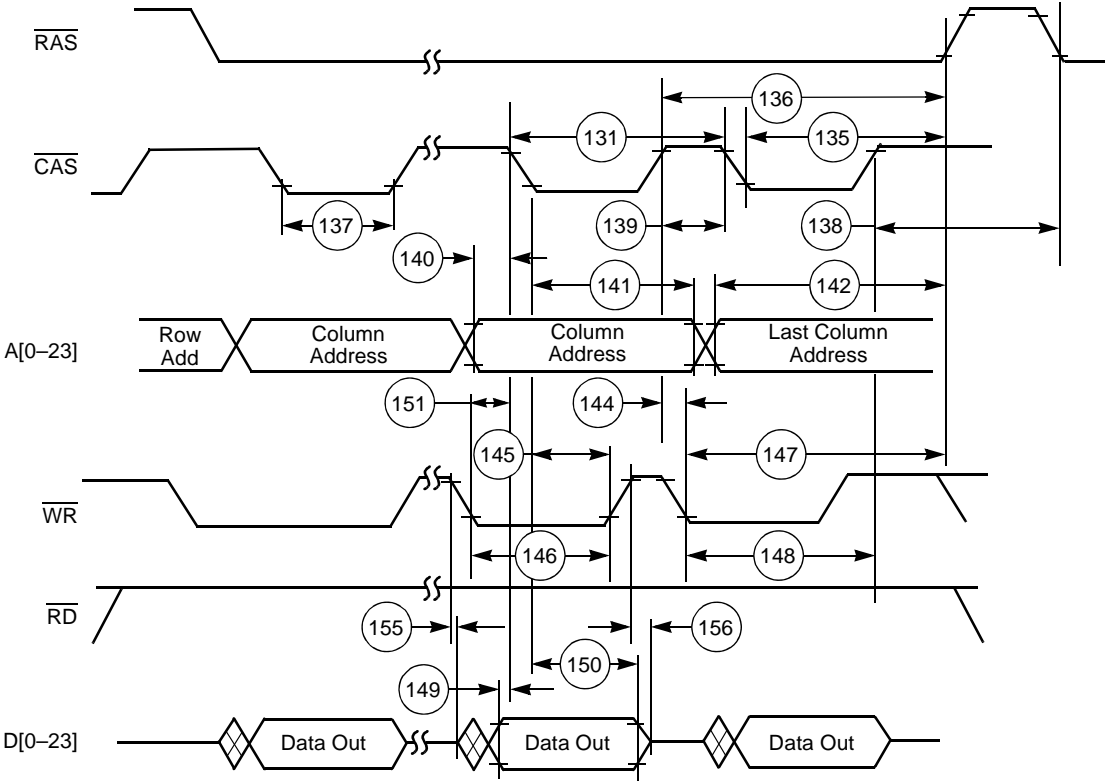 RAS
136
131
135
CAS
137
139
138
140
141
142
A[0–23]
Row
Add
Column
Address
Column
Address
Last Column
Address
151
144
145
147
WR
146
148
RD
155
156
150
149
D[0–23]
Data Out
Data Out
Data Out